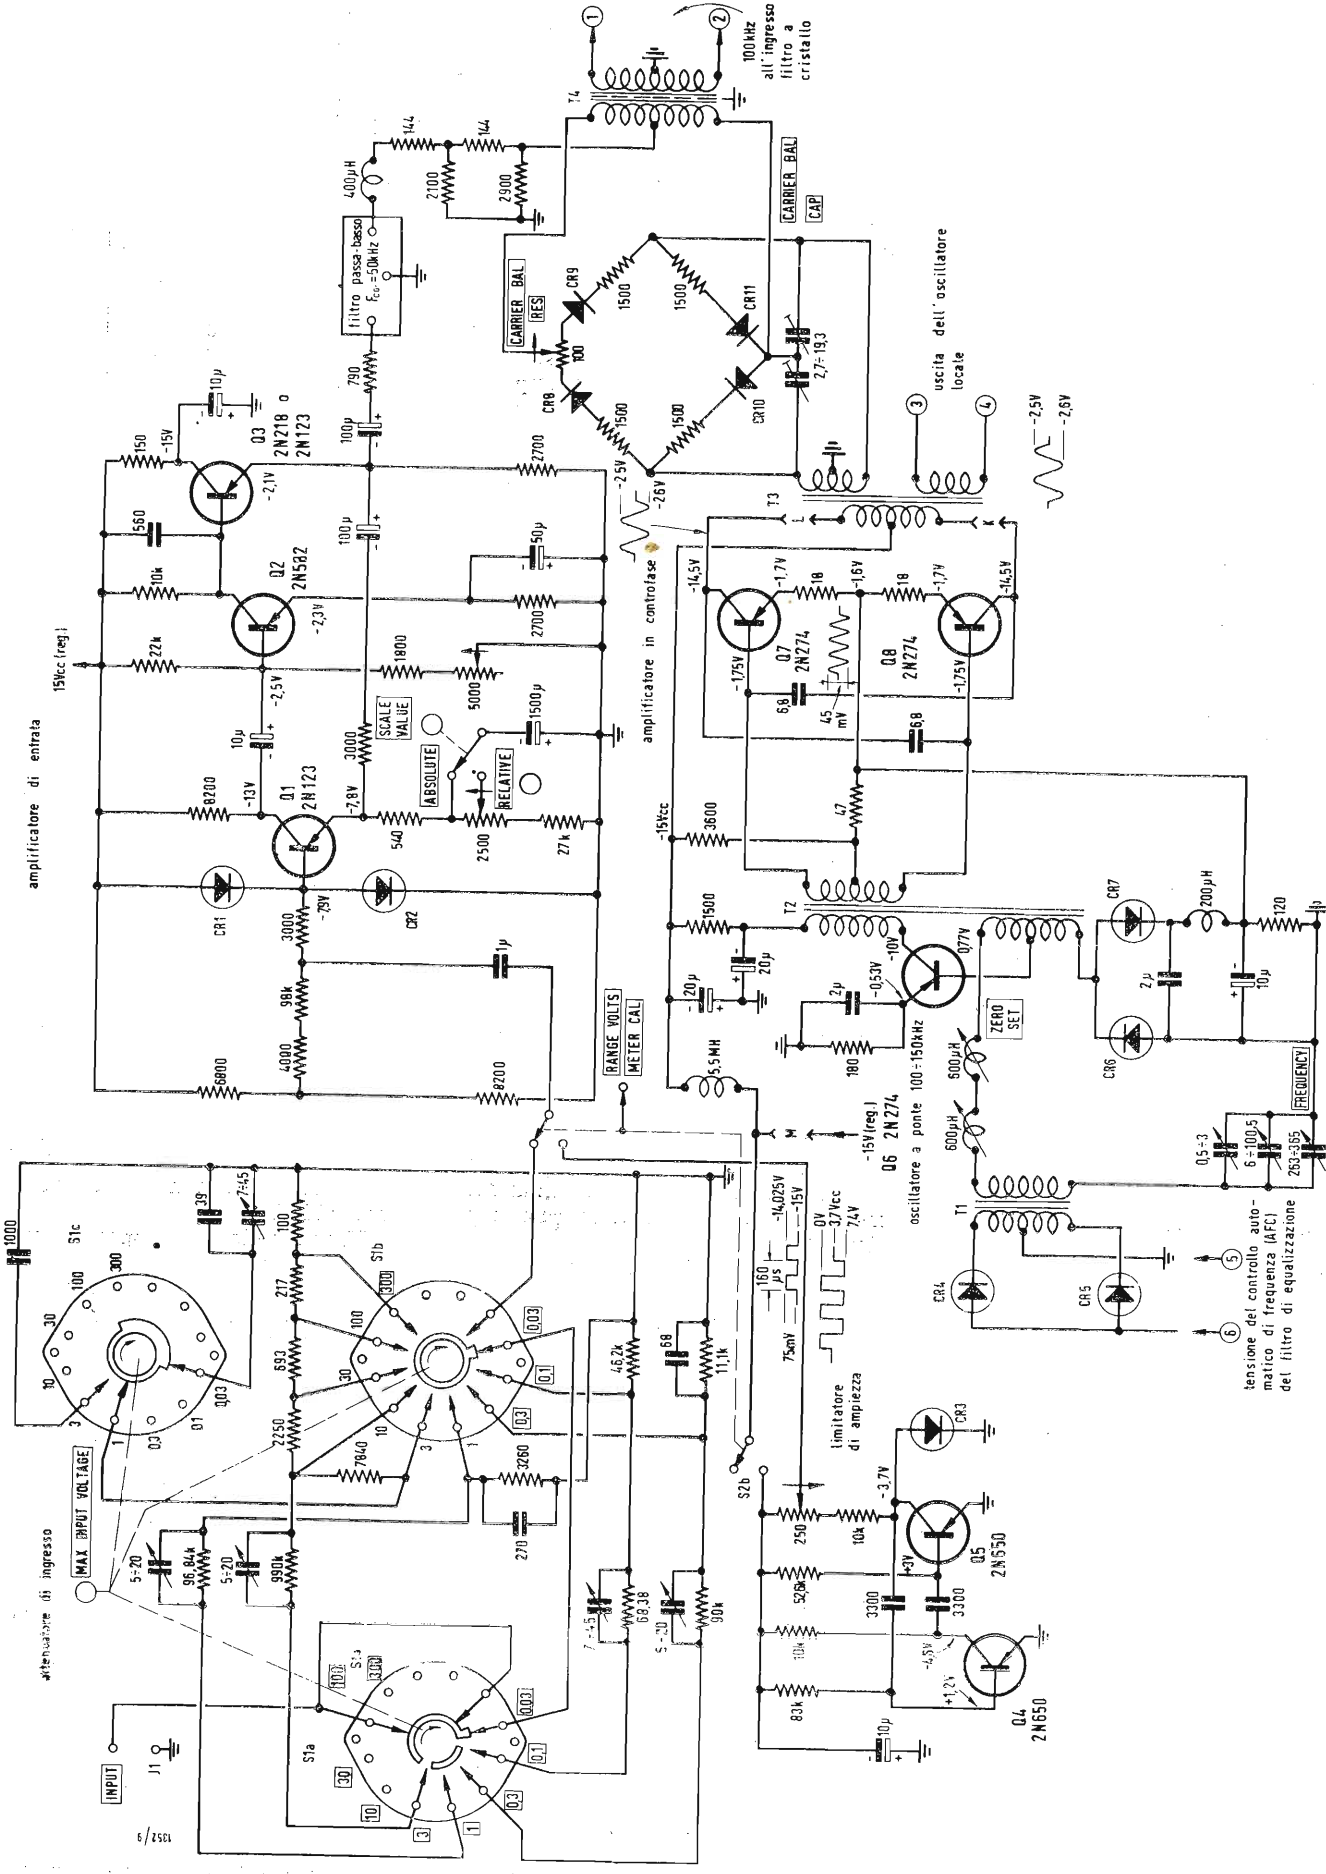 1352/9
attenuatore di ingresso
INPUT
J1
MAX INPUT VOLTAGE
S1a
30
100
300
10
3
1
0,3
0,1
0,03
5÷20
96,84k
5÷20
990k
7÷45
68,38
5÷20
90k
S1c
1000
10
30
100
300
3
1
0,3
0,1
0,03
39
7÷45
2250
693
217
100
7840
3260
270
S1b
300
100
30
10
3
1
0,3
0,1
0,03
46,2k
68
11,1k
amplificatore di entrata
15Vcc (reg.)
6800
4000
98k
3000
8200
1µ
CR1
CR2
-7,9V
8200
-13V
Q1
2N123
-7,8V
540
2500
27k
ABSOLUTE
RELATIVE
1500µ
10µ
22k
-2,5V
3000
SCALE
VALUE
1800
5000
10k
Q2
2N582
-2,3V
2700
50µ
560
150
-15V
10µ
Q3
2N218 o
2N123
-2,1V
100µ
100µ
2700
790
filtro passa-basso
Fco.=50kHz
400µH
144
144
2100
2900
T4
1
2
100kHz
all'ingresso
filtro a
cristallo
CARRIER BAL
RES
100
CR8
CR9
CR10
CR11
1500
1500
1500
1500
CARRIER BAL
CAP
2,7÷19,3
RANGE VOLTS
METER CAL
S2b
M
-15V(reg.)
5,5MH
20µ
20µ
1500
-15Vcc
3600
amplificatore in controfase
-2,5V
-2,6V
-14,5V
-1,75V
Q7
2N274
-1,7V
18
-1,6V
18
-1,7V
6,8
45
mV
6,8
Q8
2N274
-1,75V
-14,5V
47
L
K
T3
3
4
uscita dell'oscillatore
locale
-2,5V
-2,6V
T2
-10V
0,77V
-0,53V
2µ
180
Q6 2N274
oscillatore a ponte 100÷150kHz
ZERO
SET
600µH
600µH
T1
CR4
CR5
CR6
CR7
2µ
200µH
10µ
120
FREQUENCY
0,5÷3
6÷100,5
263÷365
5
6
tensione del controllo auto-
matico di frequenza (AFC)
del filtro di equalizzazione
160
µs
75mV
-14,025V
-15V
0V
3,7Vcc
7,4V
limitatore
di ampiezza
250
10k
-3,7V
CR3
52,6k
+3V
3300
3300
10k
83k
-4,5V
+1,2V
10µ
Q4
2N650
Q5
2N650